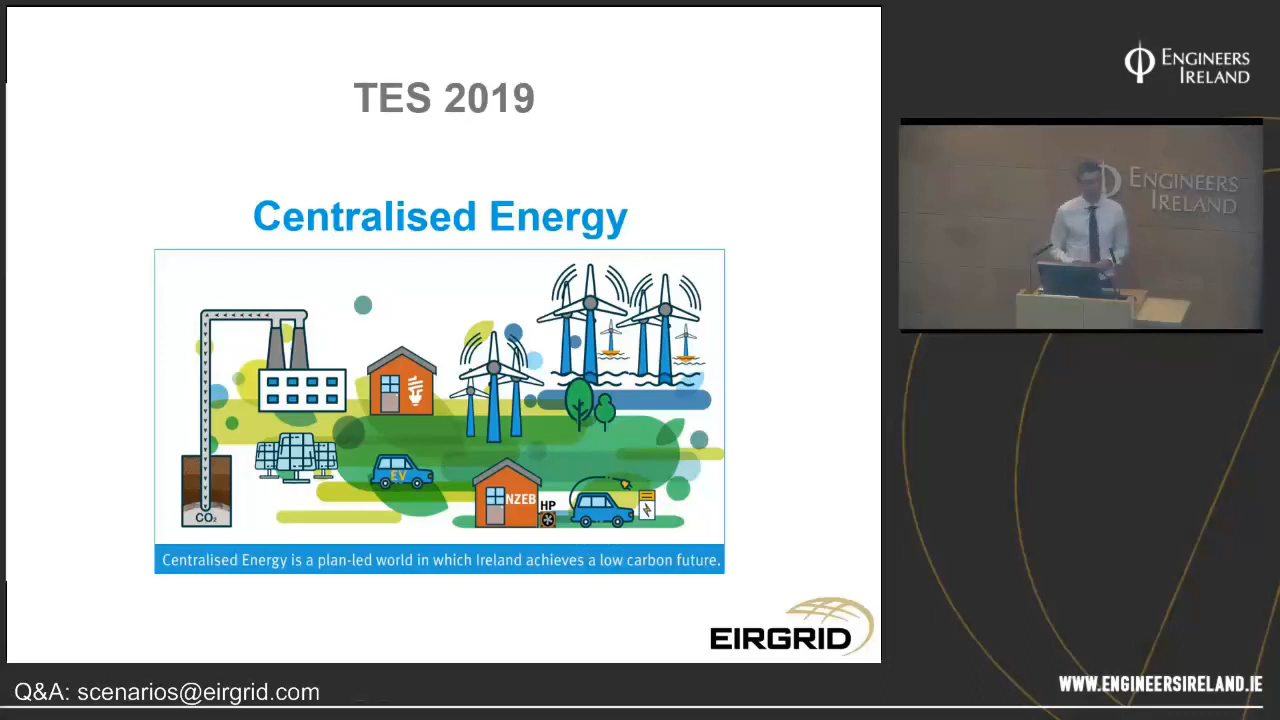 TES 2019
Centralised Energy
CO₂
EV
NZEB
HP
Centralised Energy is a plan-led world in which Ireland achieves a low carbon future.
EIRGRID
Q&A: scenarios@eirgrid.com
ENGINEERS
IRELAND
ENGINEERS
IRELAND
WWW.ENGINEERSIRELAND.IE